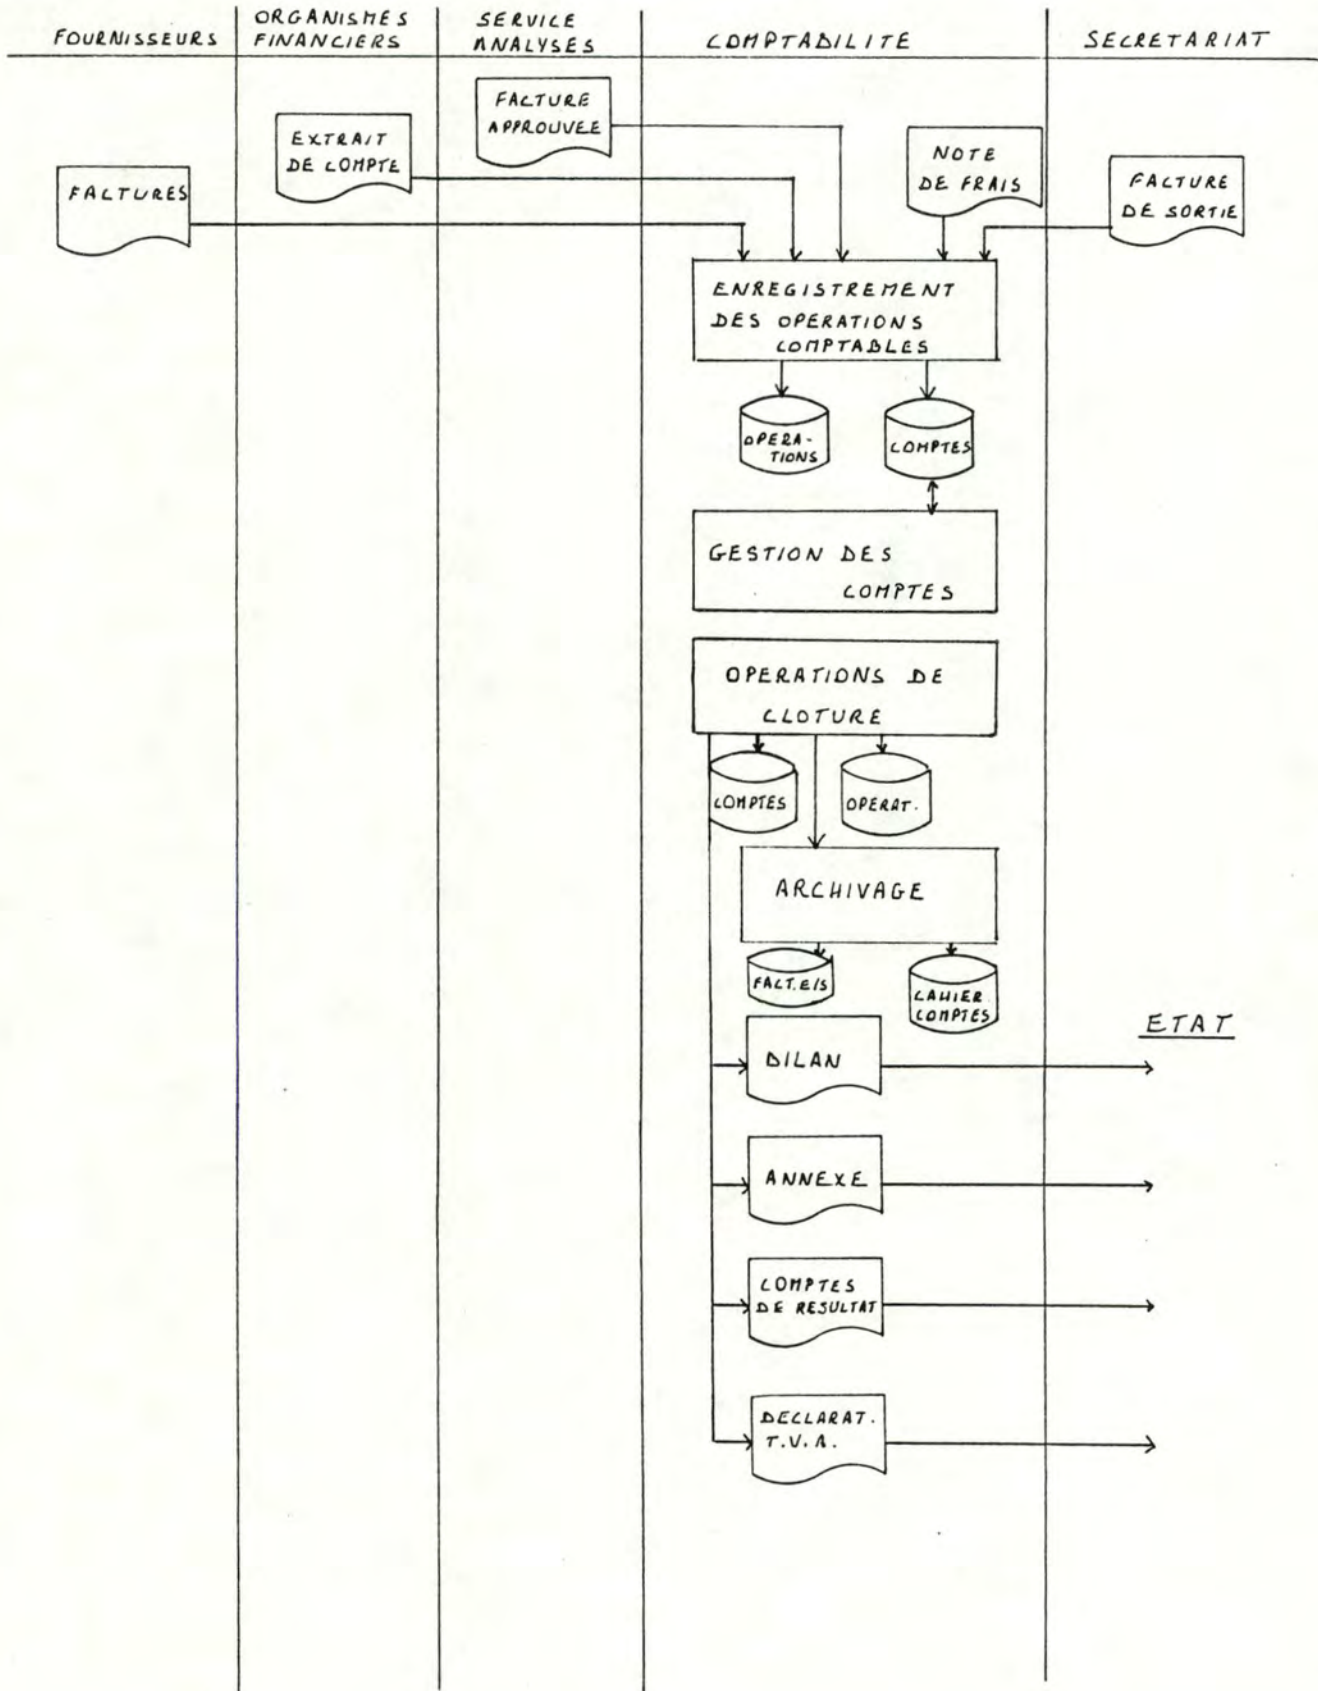 FOURNISSEURS
ORGANISMES
FINANCIERS
SERVICE
ANALYSES
COMPTABILITE
SECRETARIAT
FACTURES
EXTRAIT
DE COMPTE
FACTURE
APPROUVEE
NOTE
DE FRAIS
FACTURE
DE SORTIE
ENREGISTREMENT
DES OPERATIONS
COMPTABLES
OPERA-
TIONS
COMPTES
GESTION DES
COMPTES
OPERATIONS DE
CLOTURE
COMPTES
OPERAT.
ARCHIVAGE
FACT.E/S
CAHIER
COMPTES
ETAT
BILAN
ANNEXE
COMPTES
DE RESULTAT
DECLARAT.
T.V.A.